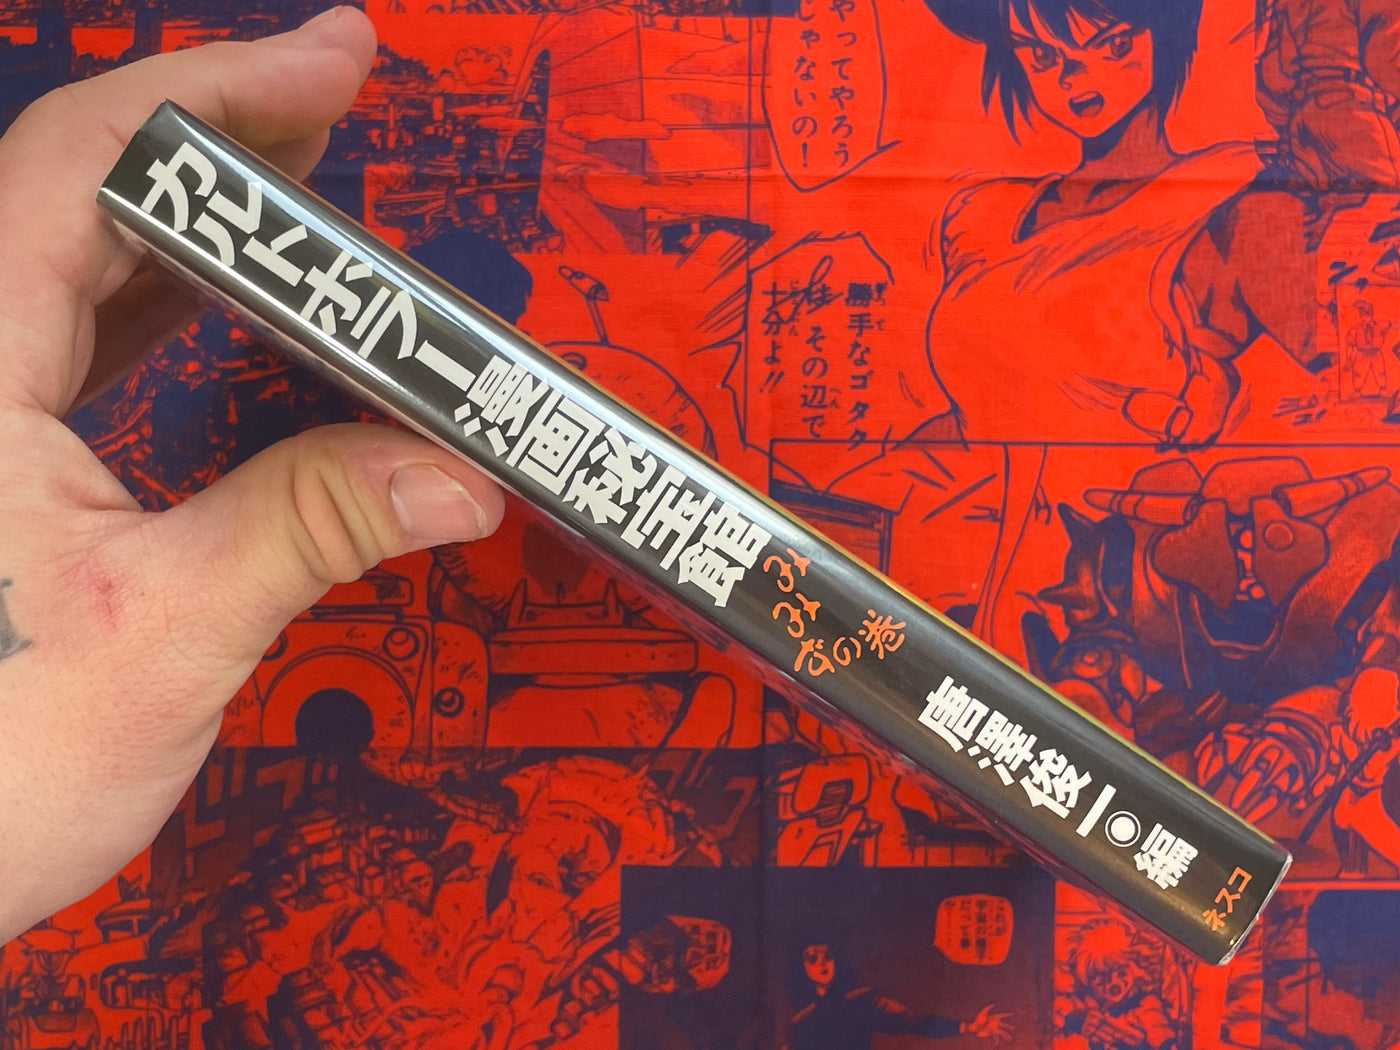 カルトホラー漫画秘宝館
みみずの巻
唐澤俊一◉編
ネスコ
やってやろう
じゃないの!
勝手なゴタク
は その辺で
十分よ!!